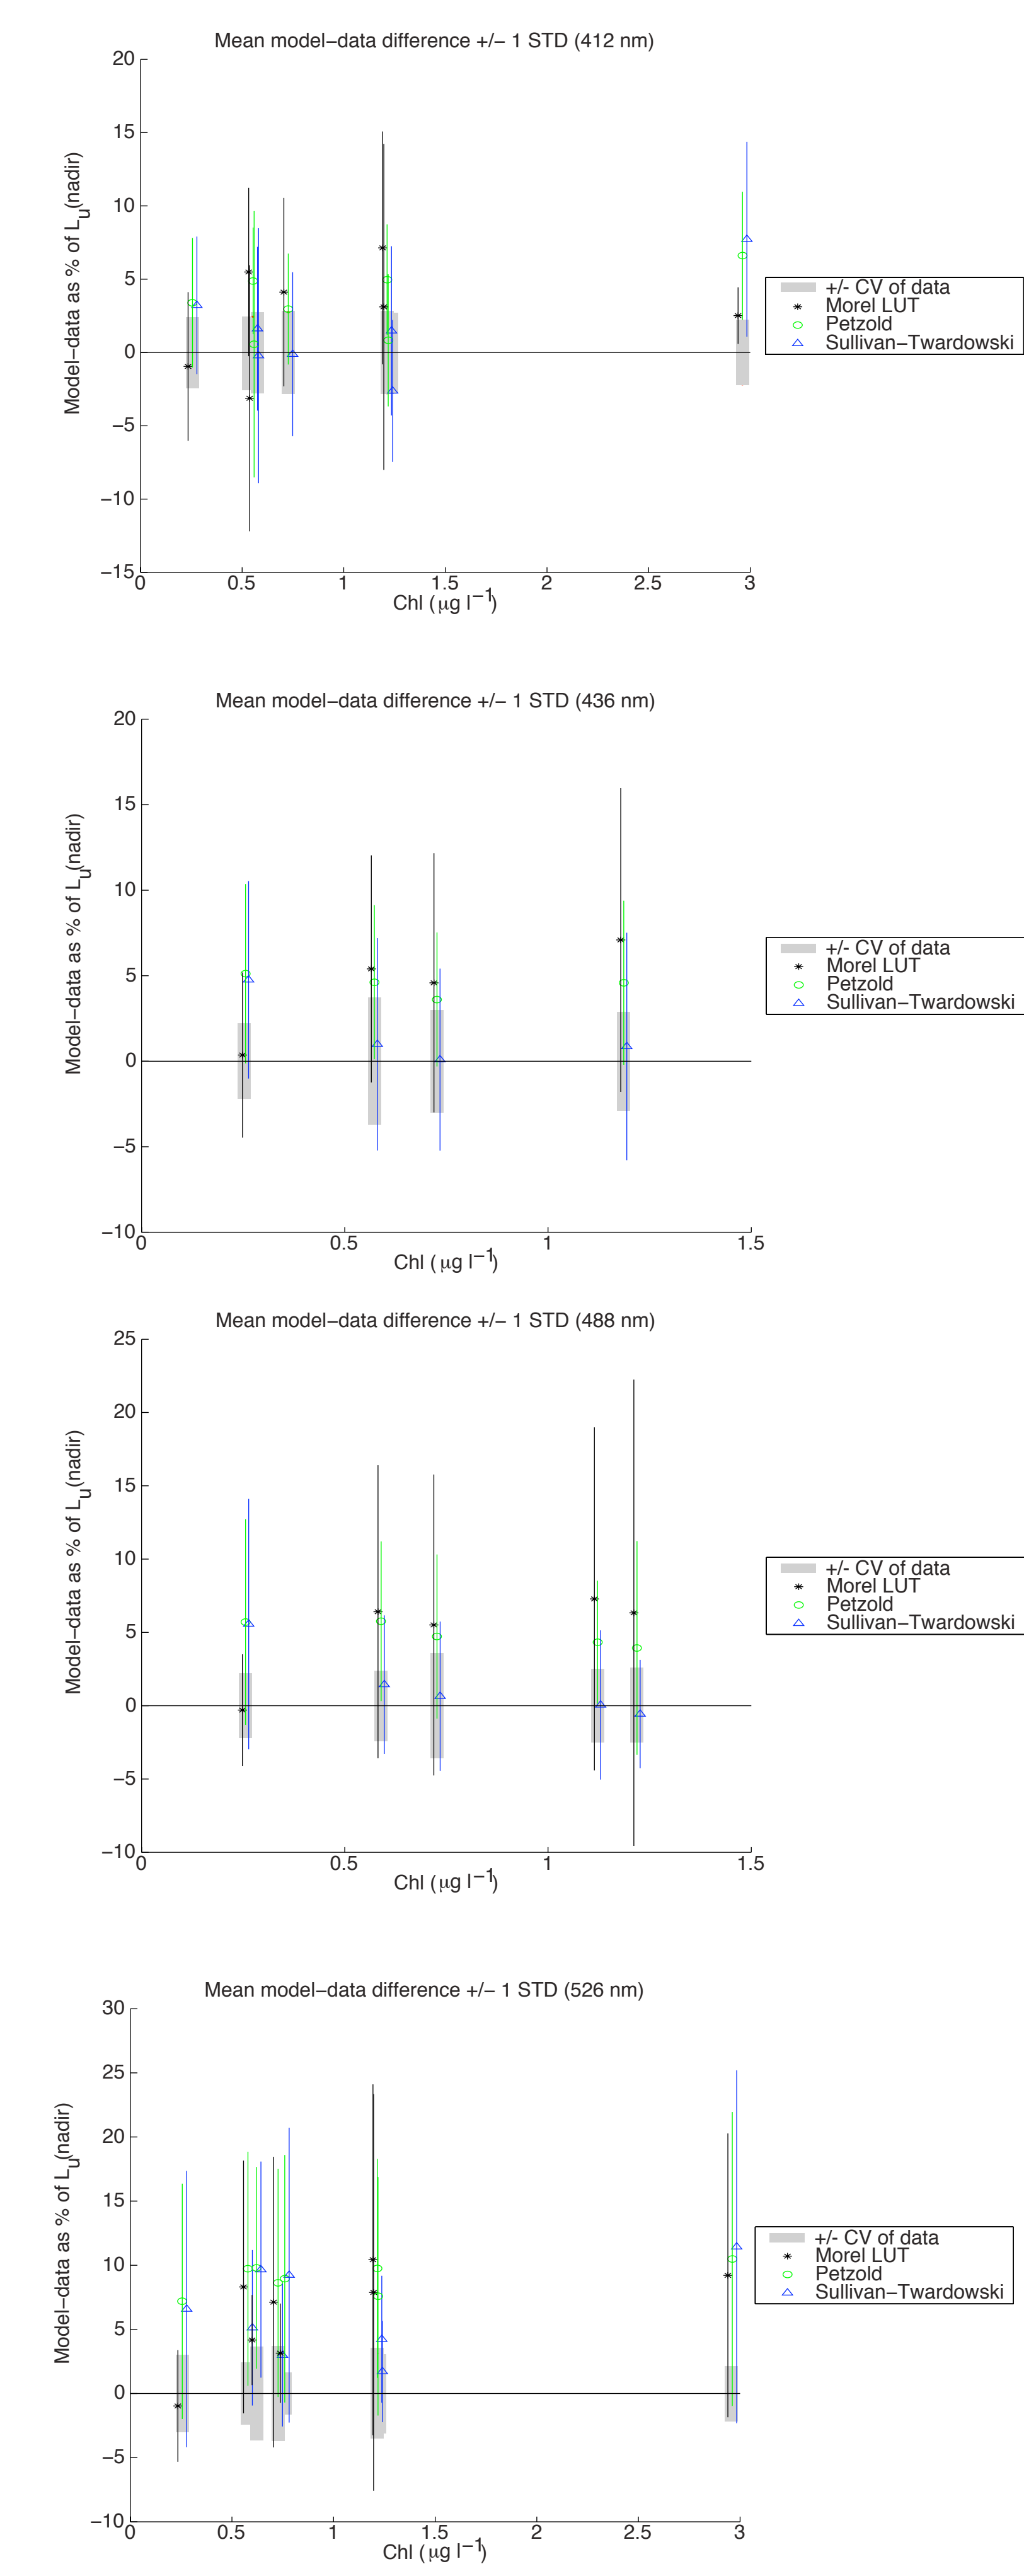 Mean model–data difference +/– 1 STD (412 nm)
20
15
10
5
0
–5
–10
–15
Model–data as % of Lu(nadir)
0 0.5 1 1.5 2 2.5 3
Chl (μg l–1)
+/- CV of data
Morel LUT
Petzold
Sullivan–Twardowski
Mean model–data difference +/– 1 STD (436 nm)
20
15
10
5
0
–5
–10
Model–data as % of Lu(nadir)
0 0.5 1 1.5
Chl (μg l–1)
+/- CV of data
Morel LUT
Petzold
Sullivan–Twardowski
Mean model–data difference +/– 1 STD (488 nm)
25
20
15
10
5
0
–5
–10
Model–data as % of Lu(nadir)
0 0.5 1 1.5
Chl (μg l–1)
+/- CV of data
Morel LUT
Petzold
Sullivan–Twardowski
Mean model–data difference +/– 1 STD (526 nm)
30
25
20
15
10
5
0
–5
–10
Model–data as % of Lu(nadir)
0 0.5 1 1.5 2 2.5 3
Chl (μg l–1)
+/- CV of data
Morel LUT
Petzold
Sullivan–Twardowski